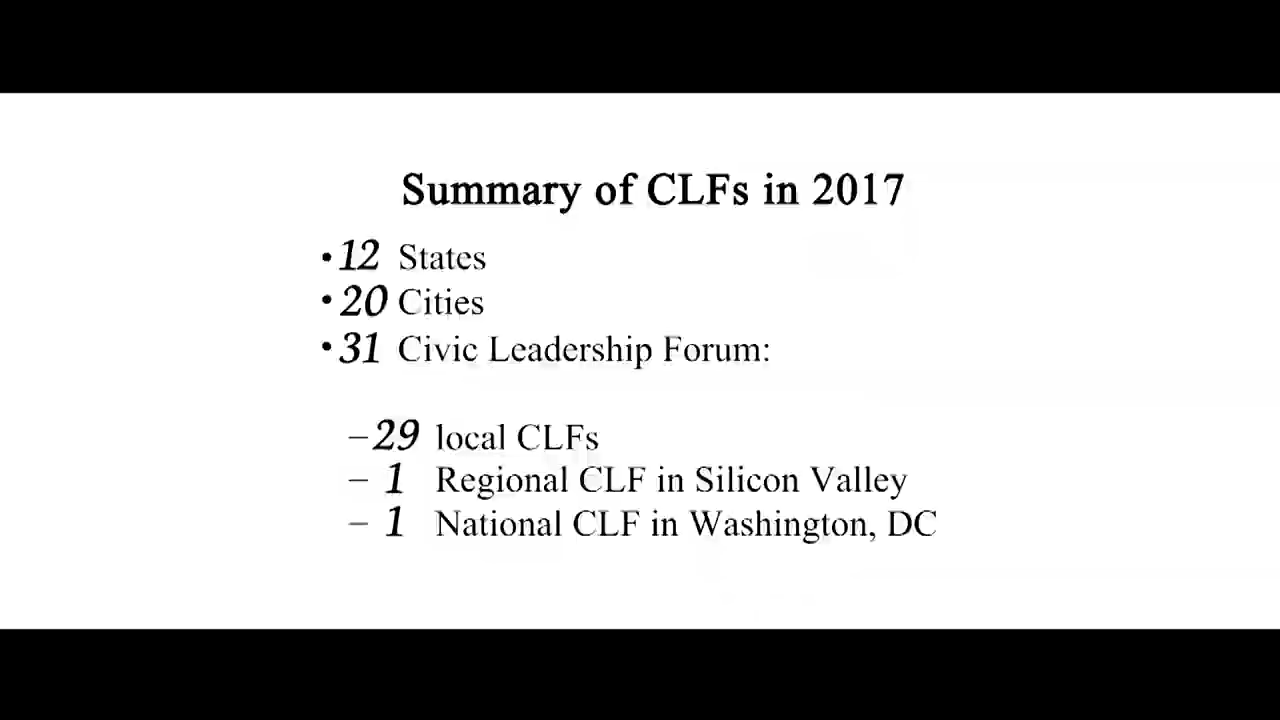 Summary of CLFs in 2017
• 12 States
• 20 Cities
• 31 Civic Leadership Forum:
– 29 local CLFs
– 1 Regional CLF in Silicon Valley
– 1 National CLF in Washington, DC